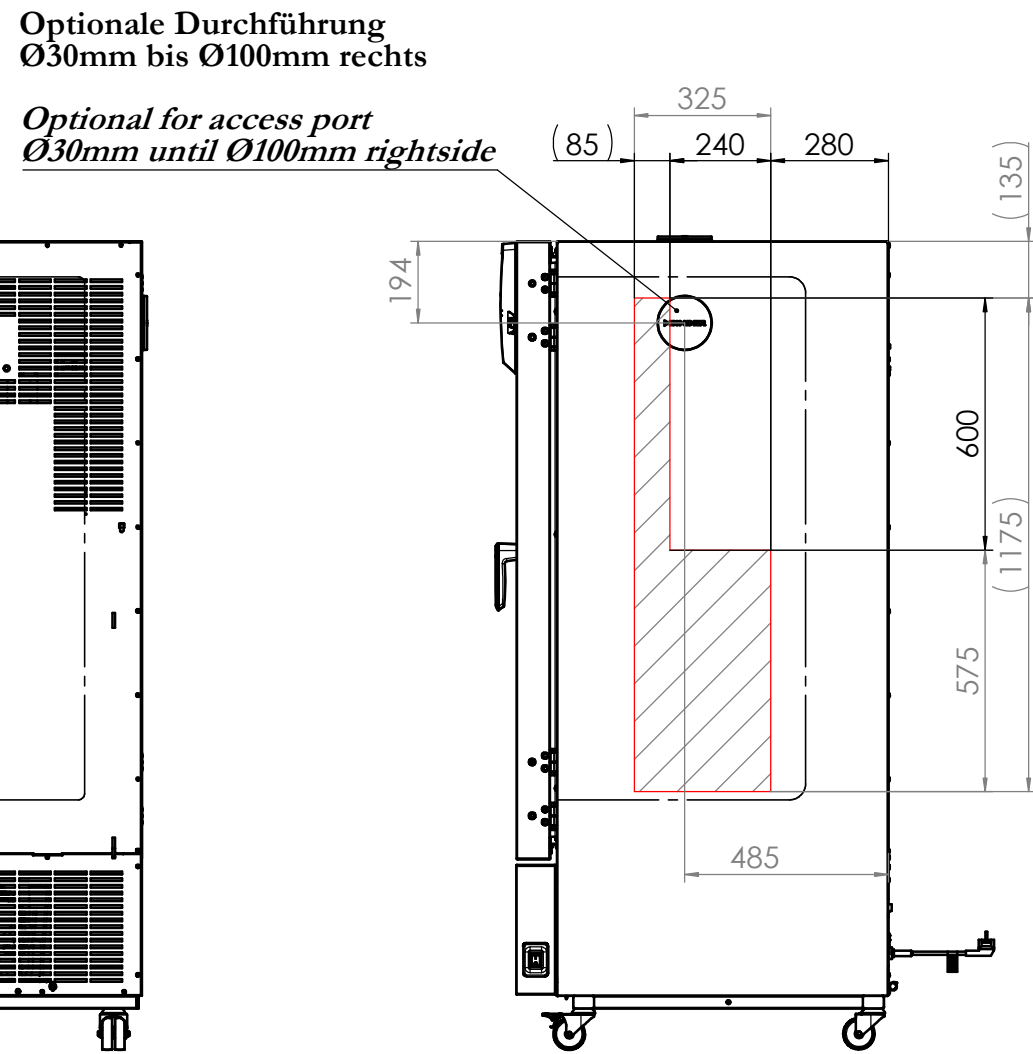 Optionale Durchführung
Ø30mm bis Ø100mm rechts
Optional for access port
Ø30mm until Ø100mm rightside
325
(85) 240 280
(135)
194
600
(1175)
575
485